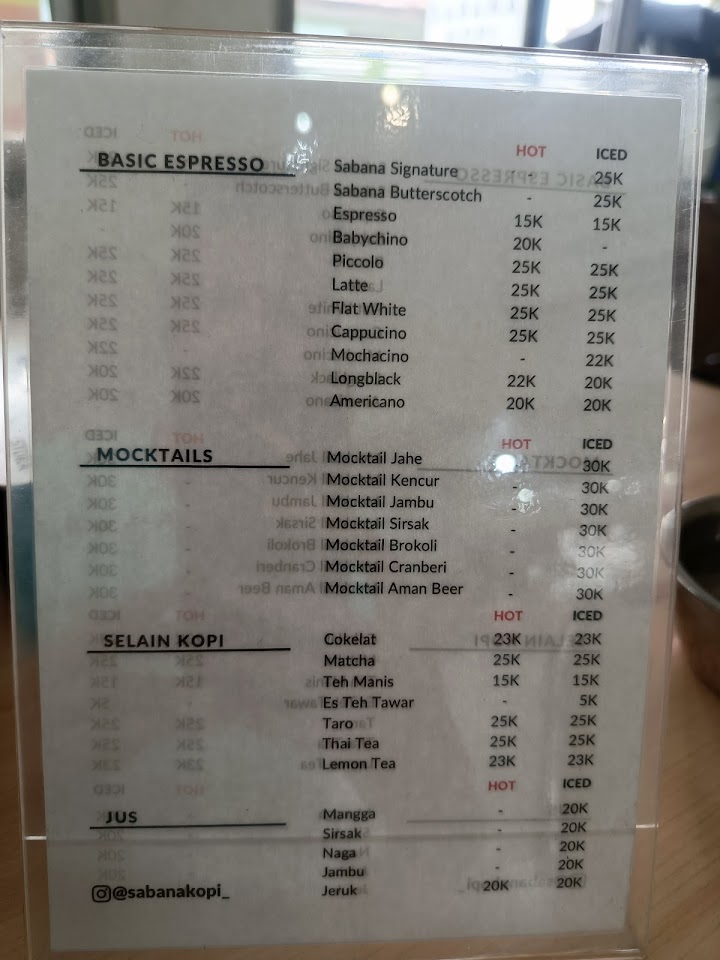 HOT ICED
BASIC ESPRESSO
Sabana Signature - 25K
Sabana Butterscotch - 25K
Espresso 15K 15K
Babychino 20K -
Piccolo 25K 25K
Latte 25K 25K
Flat White 25K 25K
Cappucino 25K 25K
Mochacino - 22K
Longblack 22K 20K
Americano 20K 20K
HOT ICED
MOCKTAILS
Mocktail Jahe - 30K
Mocktail Kencur - 30K
Mocktail Jambu - 30K
Mocktail Sirsak - 30K
Mocktail Brokoli - 30K
Mocktail Cranberi - 30K
Mocktail Aman Beer - 30K
HOT ICED
SELAIN KOPI
Cokelat 23K 23K
Matcha 25K 25K
Teh Manis 15K 15K
Es Teh Tawar - 5K
Taro 25K 25K
Thai Tea 25K 25K
Lemon Tea 23K 23K
HOT ICED
JUS
Mangga - 20K
Sirsak - 20K
Naga - 20K
Jambu - 20K
Jeruk 20K 20K
@sabanakopi_